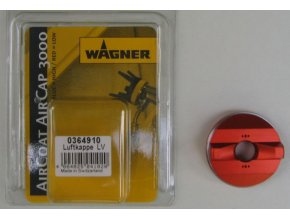 AIRCOAT AIR CAP 3000
WAGNER
0364910
Luftkappe LV
Made in Switzerland